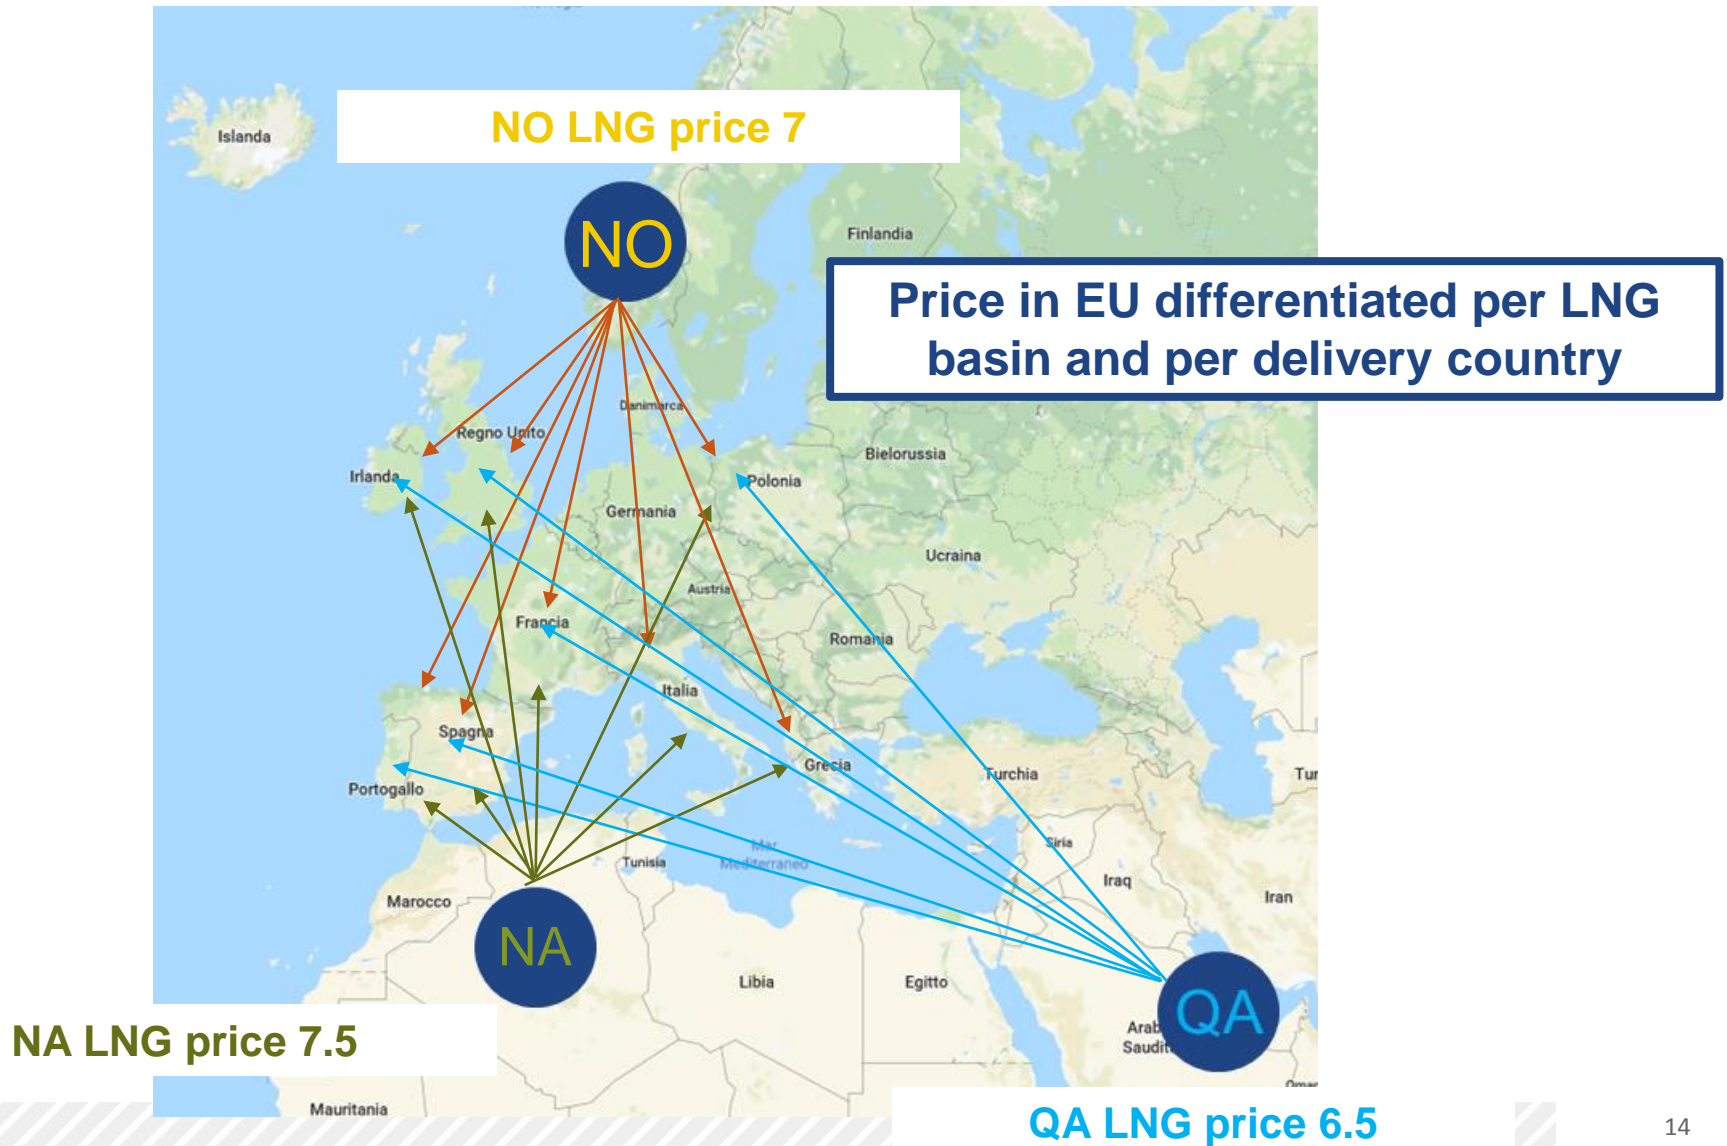 Islanda
NO LNG price 7
NO
Finlandia
Price in EU differentiated per LNG
basin and per delivery country
Danimarca
Regno Unito
Bielorussia
Irlanda
Polonia
Germania
Ucraina
Austria
Francia
Romania
Italia
Spagna
Grecia
Turchia
Tur
Portogallo
Siria
Mar
Mediterraneo
Tunisia
Iraq
Iran
Marocco
NA
Libia
Egitto
QA
Arab
Saudit
NA LNG price 7.5
Mauritania
QA LNG price 6.5
14